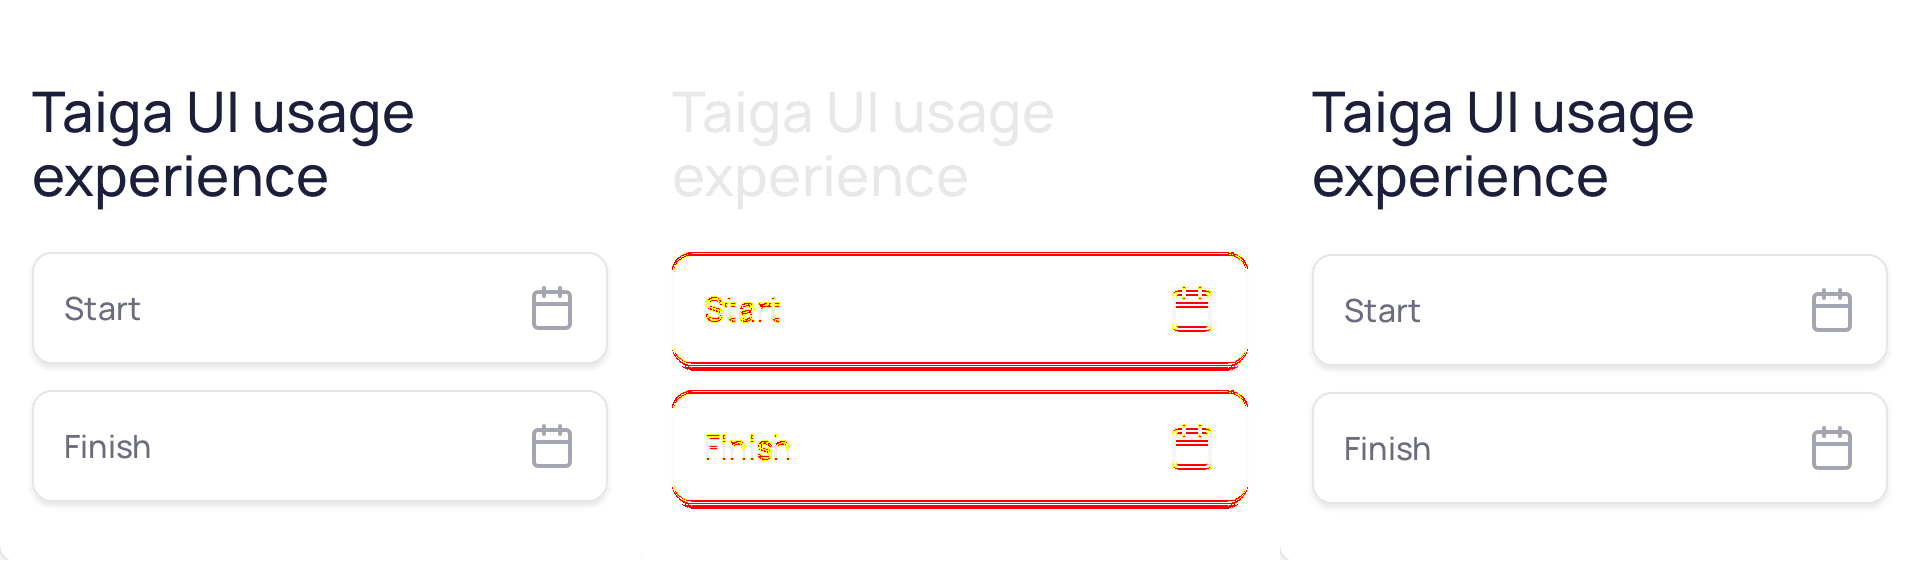 Taiga UI usage
experience
Start
Finish
Taiga UI usage
experience
Start
Finish
Taiga UI usage
experience
Start
Finish